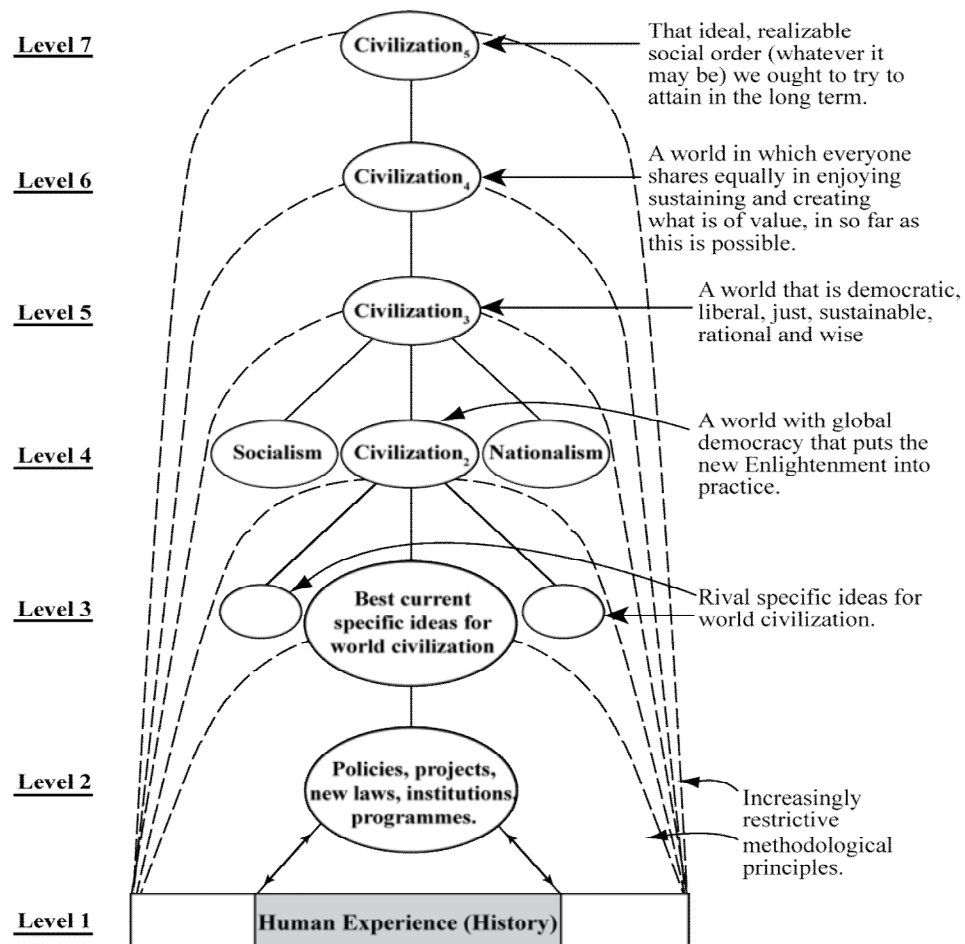 Level 7
Civilization₅
That ideal, realizable
social order (whatever it
may be) we ought to try to
attain in the long term.
Level 6
Civilization₄
A world in which everyone
shares equally in enjoying
sustaining and creating
what is of value, in so far as
this is possible.
Level 5
Civilization₃
A world that is democratic,
liberal, just, sustainable,
rational and wise
Level 4
Socialism
Civilization₂
Nationalism
A world with global
democracy that puts the
new Enlightenment into
practice.
Level 3
Best current
specific ideas for
world civilization
Rival specific ideas for
world civilization.
Level 2
Policies, projects,
new laws, institutions,
programmes.
Increasingly
restrictive
methodological
principles.
Level 1
Human Experience (History)